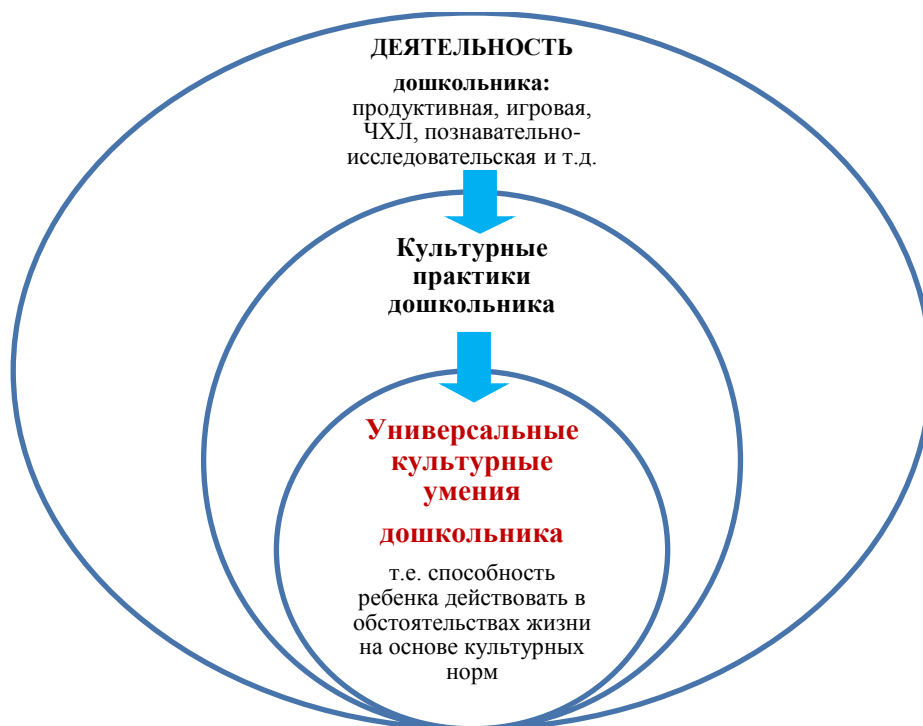 ДЕЯТЕЛЬНОСТЬ
дошкольника:
продуктивная, игровая,
ЧХЛ, познавательно-
исследовательская и т.д.
Культурные
практики
дошкольника
Универсальные
культурные
умения
дошкольника
т.е. способность
ребенка действовать в
обстоятельствах жизни
на основе культурных
норм